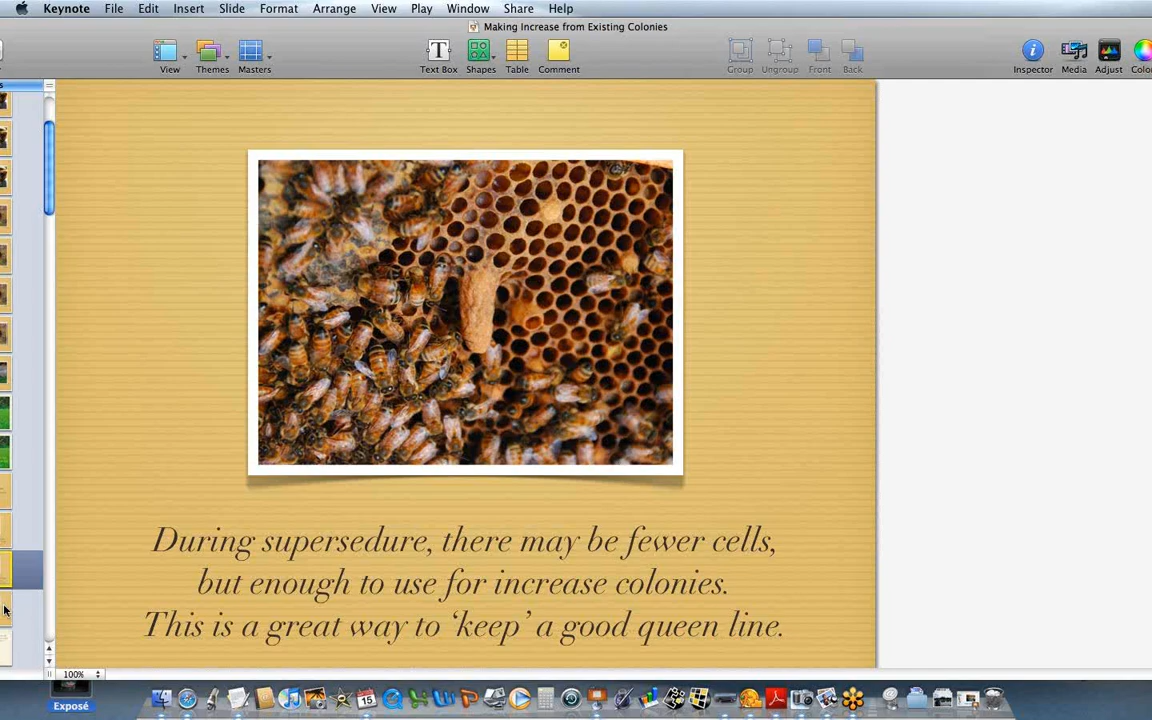 Keynote File Edit Insert Slide Format Arrange View Play Window Share Help
Making Increase from Existing Colonies
View Themes Masters Text Box Shapes Table Comment Group Ungroup Front Back Inspector Media Adjust
During supersedure, there may be fewer cells,
but enough to use for increase colonies.
This is a great way to ‘keep’ a good queen line.
100%
15
Exposé